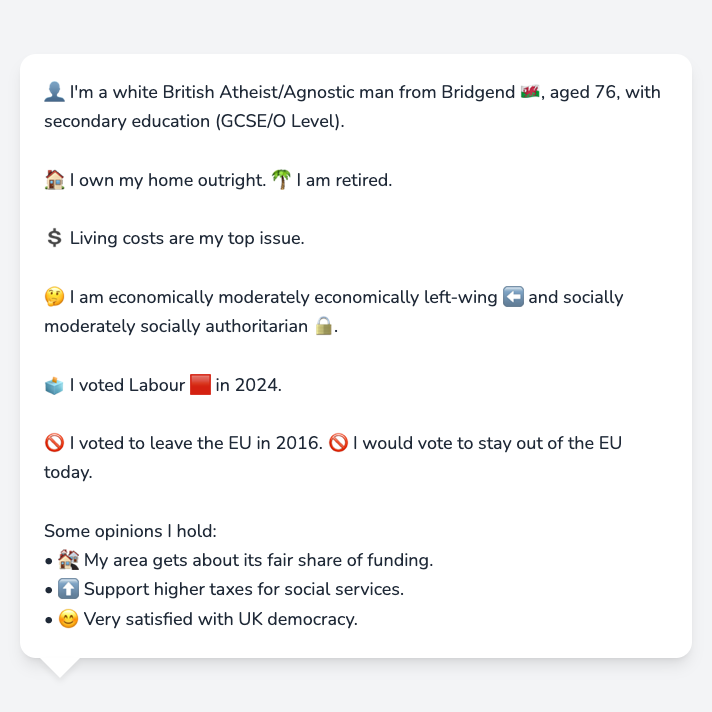 👤 I'm a white British Atheist/Agnostic man from Bridgend 🏴󠁧󠁢󠁷󠁬󠁳󠁿, aged 76, with
secondary education (GCSE/O Level).
🏠 I own my home outright. 🌴 I am retired.
💲 Living costs are my top issue.
🤔 I am economically moderately economically left-wing ⬅️ and socially
moderately socially authoritarian 🔒.
🗳️ I voted Labour 🟥 in 2024.
🚫 I voted to leave the EU in 2016. 🚫 I would vote to stay out of the EU
today.
Some opinions I hold:
• 🏘️ My area gets about its fair share of funding.
• ⬆️ Support higher taxes for social services.
• 😊 Very satisfied with UK democracy.